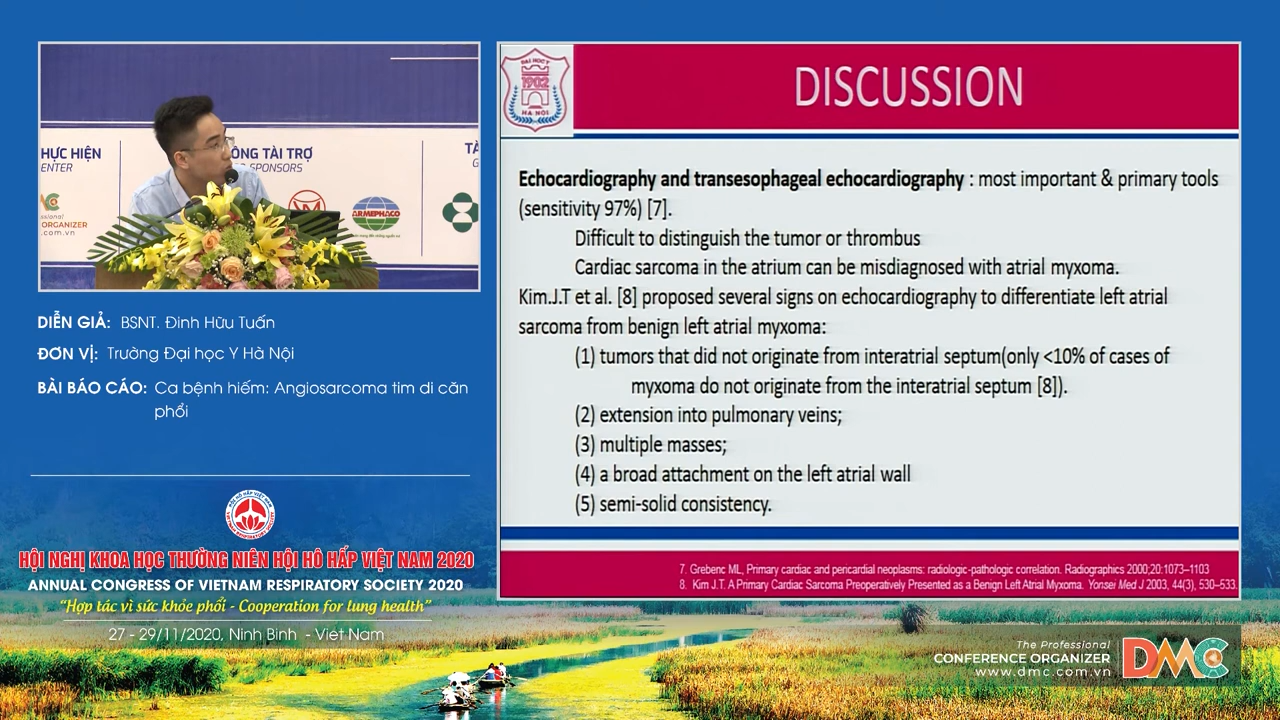 HỰC HIỆN
ENTER
ÔNG TÀI TRỢ
SPONSORS
TÀ
ORGANIZER
.com.vn
ARMEPHACO
DIỄN GIẢ: BSNT. Đinh Hữu Tuấn
ĐƠN VỊ: Trường Đại học Y Hà Nội
BÀI BÁO CÁO: Ca bệnh hiếm: Angiosarcoma tim di căn
phổi
HỘI HÔ HẤP VIỆT NAM
HỘI NGHỊ KHOA HỌC THƯỜNG NIÊN HỘI HÔ HẤP VIỆT NAM 2020
ANNUAL CONGRESS OF VIETNAM RESPIRATORY SOCIETY 2020
“Hợp tác vì sức khỏe phổi - Cooperation for lung health”
27 - 29/11/2020, Ninh Bình - Việt Nam
ĐẠI HỌC Y
1902
HÀ NỘI
DISCUSSION
Echocardiography and transesophageal echocardiography : most important & primary tools
(sensitivity 97%) [7].
Difficult to distinguish the tumor or thrombus
Cardiac sarcoma in the atrium can be misdiagnosed with atrial myxoma.
Kim.J.T et al. [8] proposed several signs on echocardiography to differentiate left atrial
sarcoma from benign left atrial myxoma:
(1) tumors that did not originate from interatrial septum(only <10% of cases of
myxoma do not originate from the interatrial septum [8]).
(2) extension into pulmonary veins;
(3) multiple masses;
(4) a broad attachment on the left atrial wall
(5) semi-solid consistency.
7. Grebenc ML, Primary cardiac and pericardial neoplasms: radiologic-pathologic correlation. Radiographics 2000;20:1073–1103
8. Kim J.T. A Primary Cardiac Sarcoma Preoperatively Presented as a Benign Left Atrial Myxoma. Yonsei Med J 2003, 44(3), 530–533.
The Professional
CONFERENCE ORGANIZER
www.dmc.com.vn
DMC